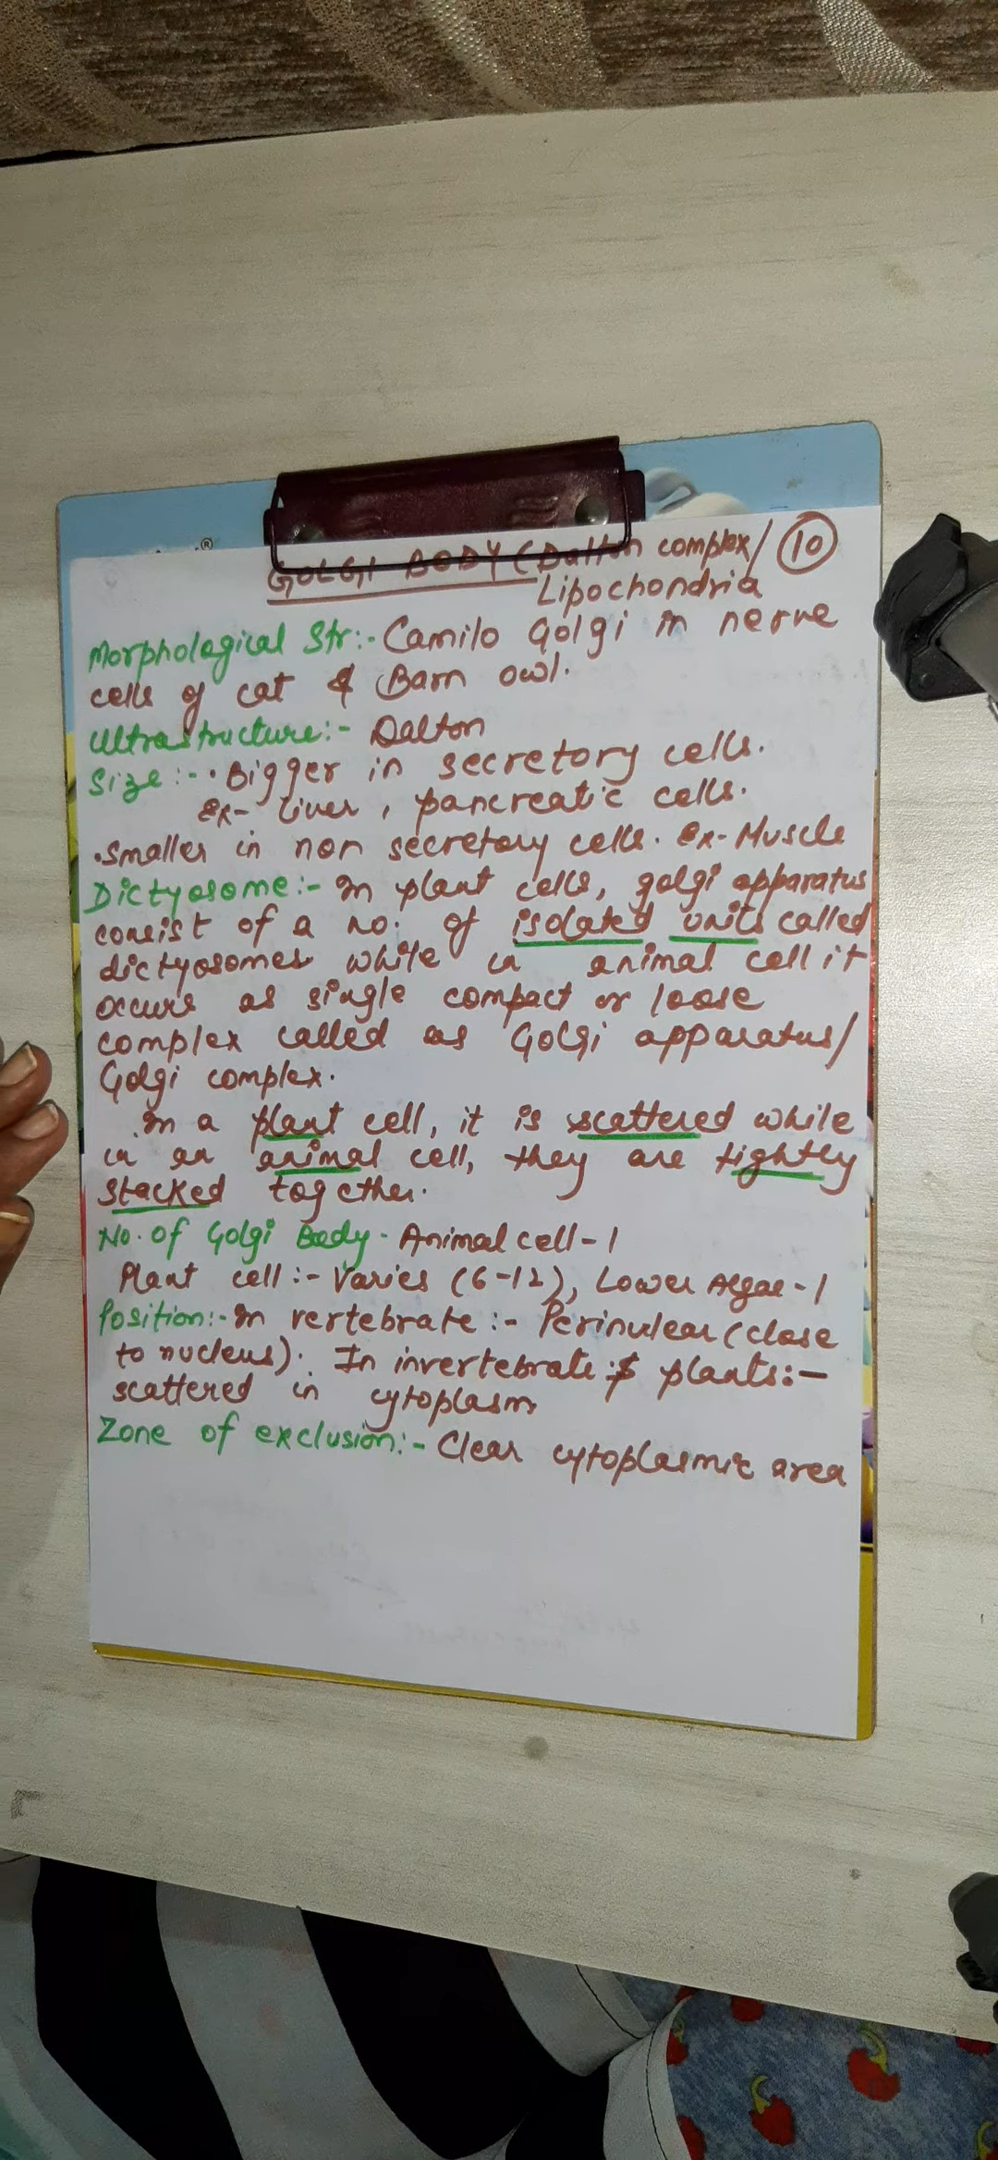 ®
GOLGI BODY (Dalton complex/ 10
Lipochondria
Morphological Str:- Camilo Golgi in nerve
cells of cat & Barn owl.
Ultrastructure:- Dalton
Size:- • Bigger in secretory cells.
Ex- Liver, pancreatic cells.
• Smaller in non secretory cells. Ex- Muscle
Dictyosome:- In plant cells, golgi apparatus
consist of a no. of isolated units called
dictyosomes while in animal cell it
occurs as single compact or loose
complex called as Golgi apparatus/
Golgi complex.
. In a plant cell, it is scattered while
in an animal cell, they are tightly
stacked together.
No. of Golgi Body - Animal cell - 1
Plant cell:- Varies (6-12), Lower Algae - 1
Position:- In vertebrate:- Perinulear (close
to nucleus). In invertebrate & plants:-
scattered in cytoplasm
Zone of exclusion:- Clear cytoplasmic area